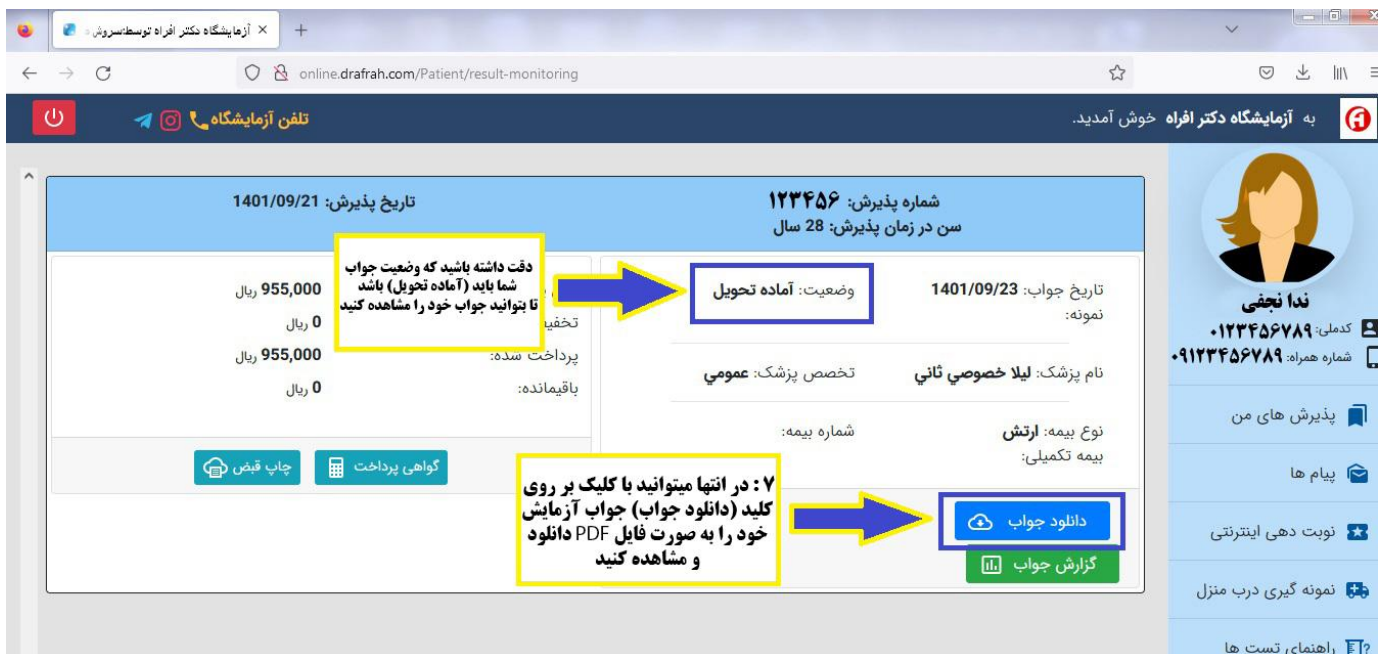 آزمایشگاه دکتر افراه توسط:سروش
online.drafrah.com/Patient/result-monitoring
به آزمایشگاه دکتر افراه خوش آمدید.
تلفن آزمایشگاه
ندا نجفی
کدملی: ۰۱۲۳۴۵۶۷۸۹
شماره همراه: ۰۹۱۲۳۴۵۶۷۸۹
پذیرش های من
پیام ها
نوبت دهی اینترنتی
نمونه گیری درب منزل
راهنمای تست ها
شماره پذیرش: ۱۲۳۴۵۶
تاریخ پذیرش: 1401/09/21
سن در زمان پذیرش: 28 سال
تاریخ جواب: 1401/09/23
وضعیت: آماده تحویل
نمونه:
نام پزشک: ليلا خصوصي ثاني
تخصص پزشک: عمومي
نوع بیمه: ارتش
شماره بیمه:
بیمه تکمیلی:
دانلود جواب
گزارش جواب
955,000 ریال
0 ریال
پرداخت شده: 955,000 ریال
باقیمانده: 0 ریال
گواهی پرداخت
چاپ قبض
دقت داشته باشید که وضعیت جواب
شما باید (آماده تحویل) باشد
تا بتوانید جواب خود را مشاهده کنید
۷ : در انتها میتوانید با کلیک بر روی
کلید (دانلود جواب) جواب آزمایش
خود را به صورت فایل PDF دانلود
و مشاهده کنید